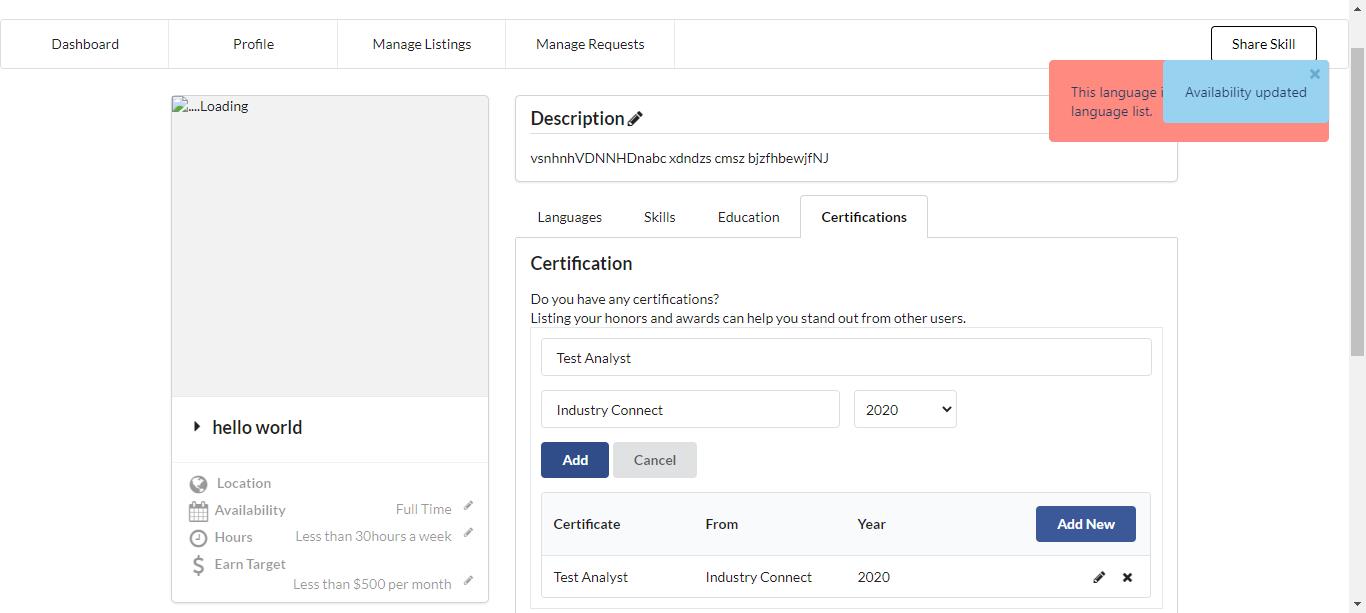 Dashboard
Profile
Manage Listings
Manage Requests
Share Skill
This language
language list.
Availability updated
....Loading
hello world
Location
Availability
Full Time
Hours
Less than 30hours a week
Earn Target
Less than $500 per month
Description
vsnhnhVDNNHDnabc xdndzs cmsz bjzfhbewjfNJ
Languages
Skills
Education
Certifications
Certification
Do you have any certifications?
Listing your honors and awards can help you stand out from other users.
Test Analyst
Industry Connect
2020
Add
Cancel
Certificate From Year Add New
Test Analyst Industry Connect 2020